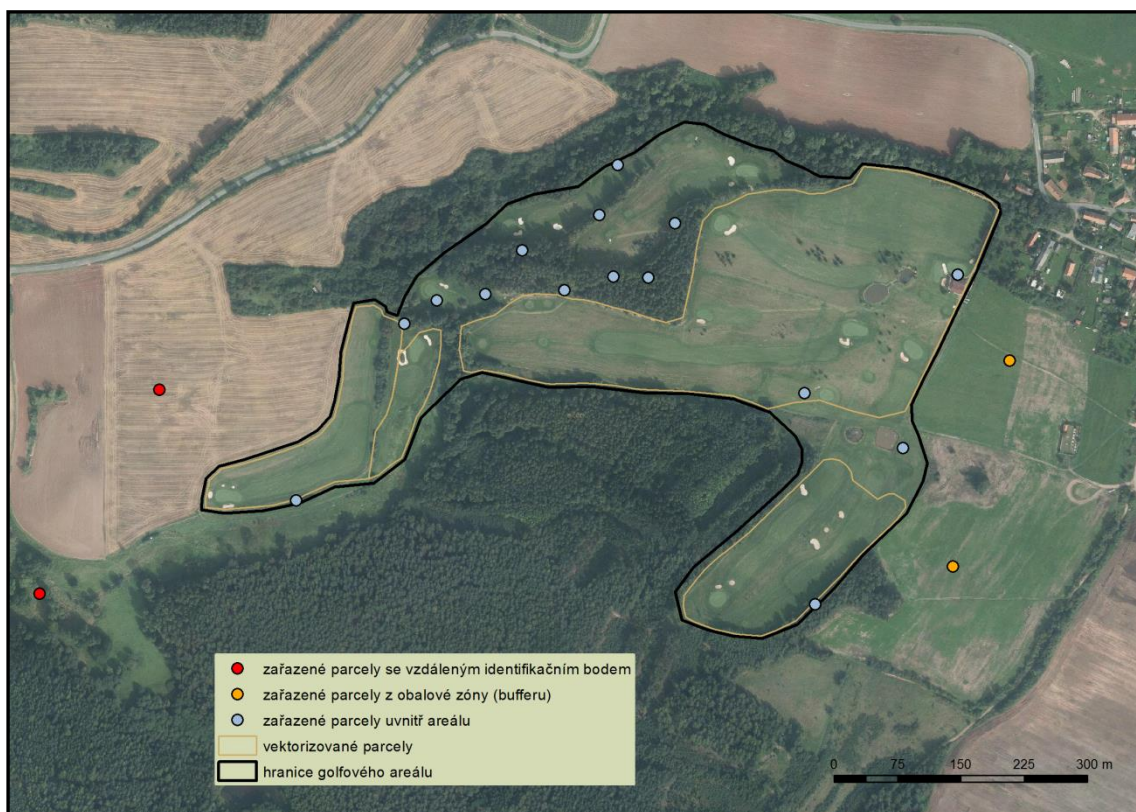 zařazené parcely se vzdáleným identifikačním bodem
zařazené parcely z obalové zóny (bufferu)
zařazené parcely uvnitř areálu
vektorizované parcely
hranice golfového areálu
0 75 150 225 300 m